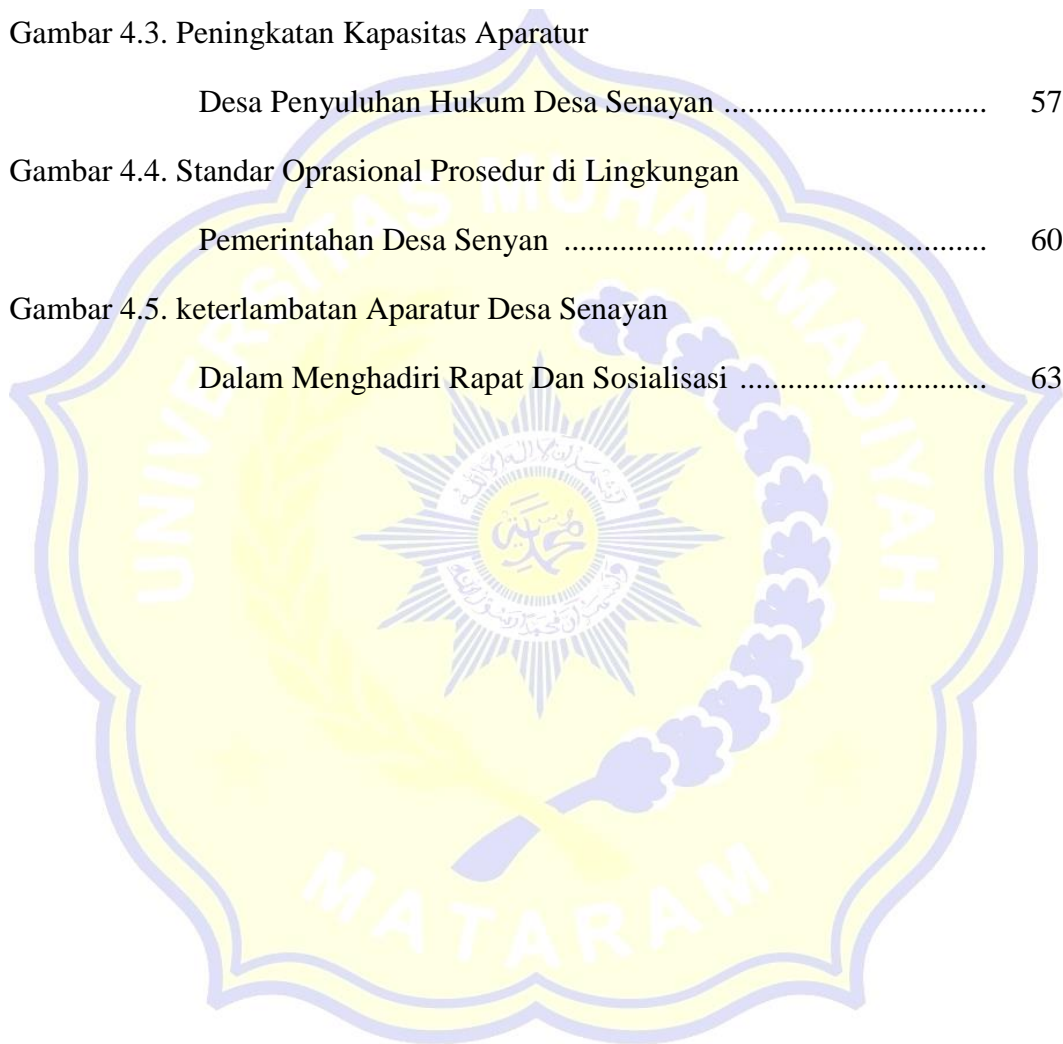 Gambar 4.3. Peningkatan Kapasitas Aparatur
Desa Penyuluhan Hukum Desa Senayan ................................. 57
Gambar 4.4. Standar Oprasional Prosedur di Lingkungan
Pemerintahan Desa Senyan ..................................................... 60
Gambar 4.5. keterlambatan Aparatur Desa Senayan
Dalam Menghadiri Rapat Dan Sosialisasi ............................... 63
UNIVERSITAS MUHAMMADIYAH
MATARAM